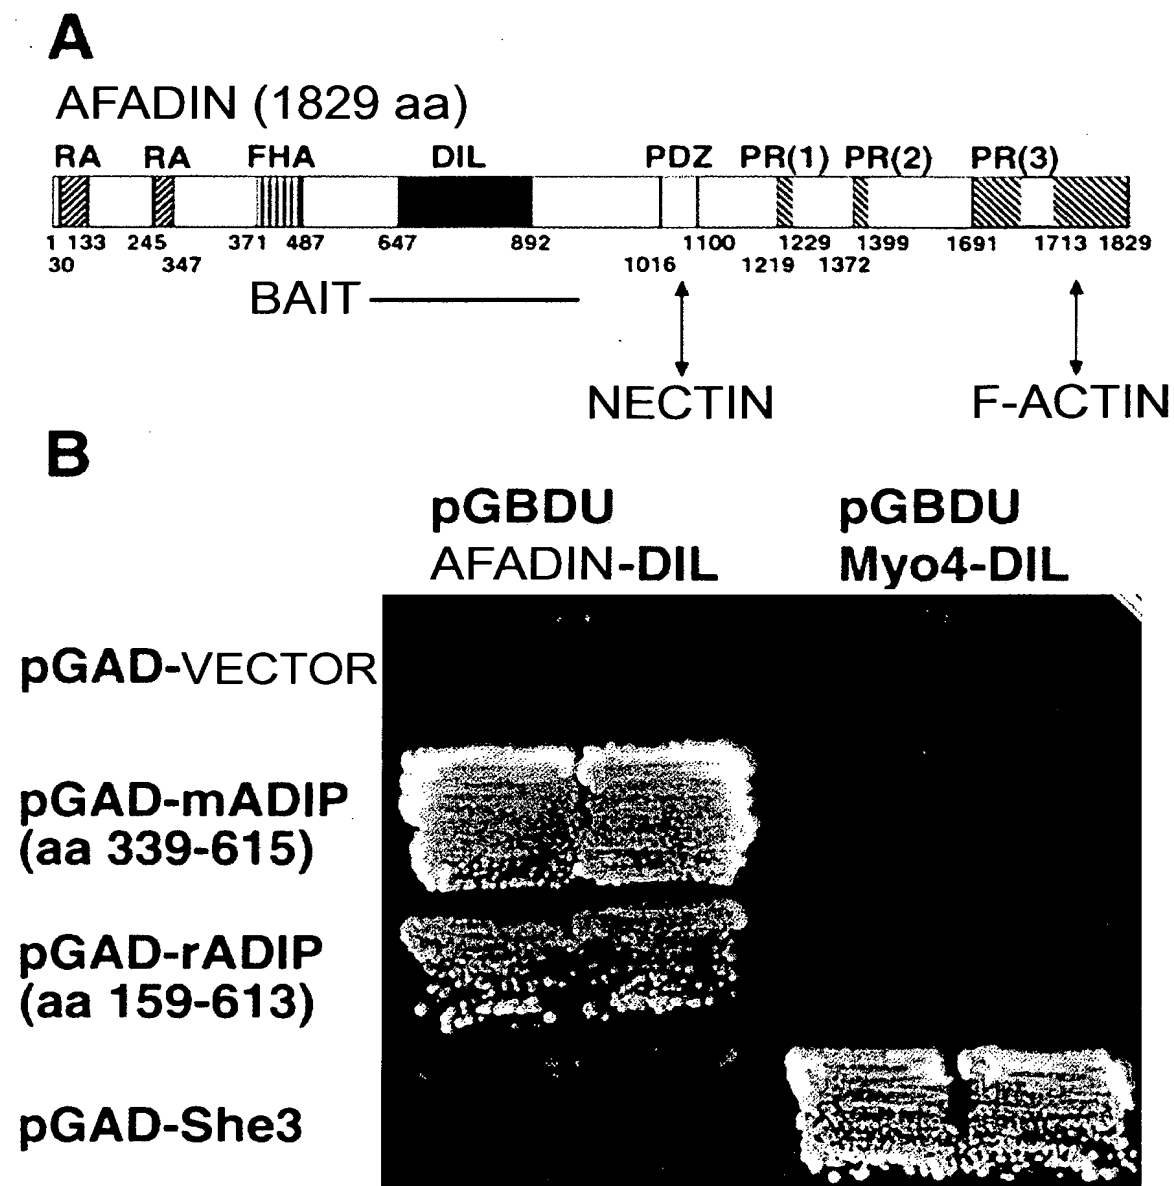 A
AFADIN (1829 aa)
RA RA FHA DIL PDZ PR(1) PR(2) PR(3)
1 133 245 371 487 647 892 1100 1229 1399 1691 1713 1829
30 347 1016 1219 1372
BAIT
NECTIN F-ACTIN
B
pGBDU pGBDU
AFADIN-DIL Myo4-DIL
pGAD-VECTOR
pGAD-mADIP
(aa 339-615)
pGAD-rADIP
(aa 159-613)
pGAD-She3